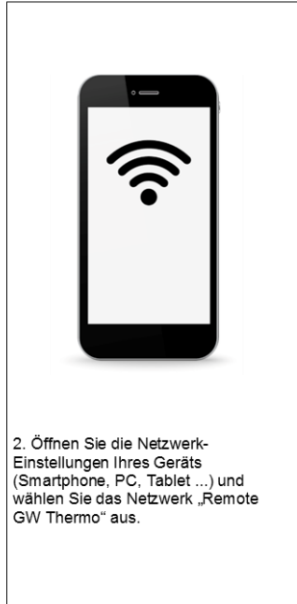 2. Öffnen Sie die Netzwerk-
Einstellungen Ihres Geräts
(Smartphone, PC, Tablet ...) und
wählen Sie das Netzwerk „Remote
GW Thermo“ aus.